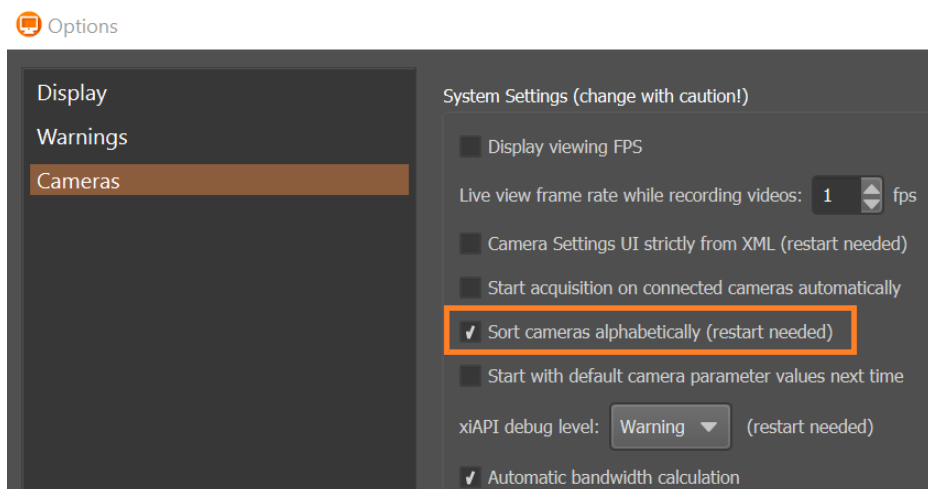 Options
Display
Warnings
Cameras
System Settings (change with caution!)
Display viewing FPS
Live view frame rate while recording videos: 1 fps
Camera Settings UI strictly from XML (restart needed)
Start acquisition on connected cameras automatically
Sort cameras alphabetically (restart needed)
Start with default camera parameter values next time
xiAPI debug level: Warning (restart needed)
Automatic bandwidth calculation